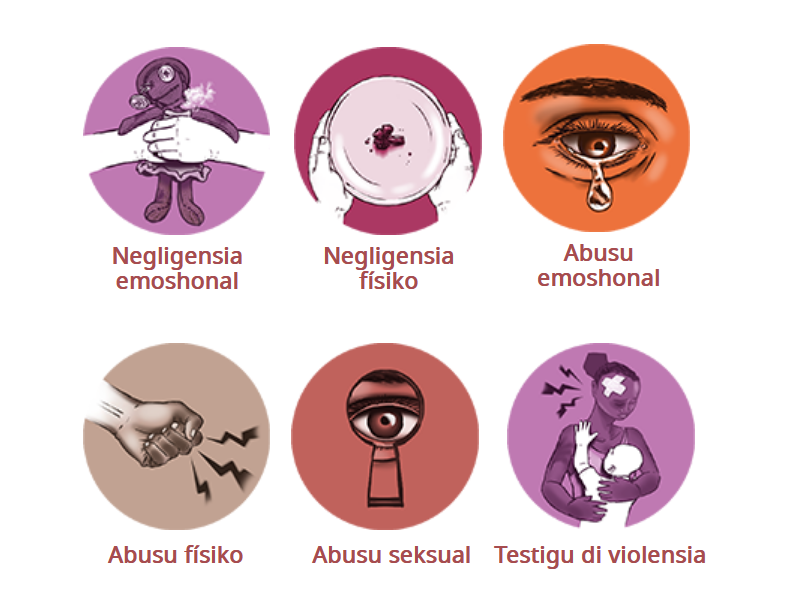 Negligensia
emoshonal
Negligensia
físiko
Abusu
emoshonal
Abusu físiko
Abusu seksual
Testigu di violensia